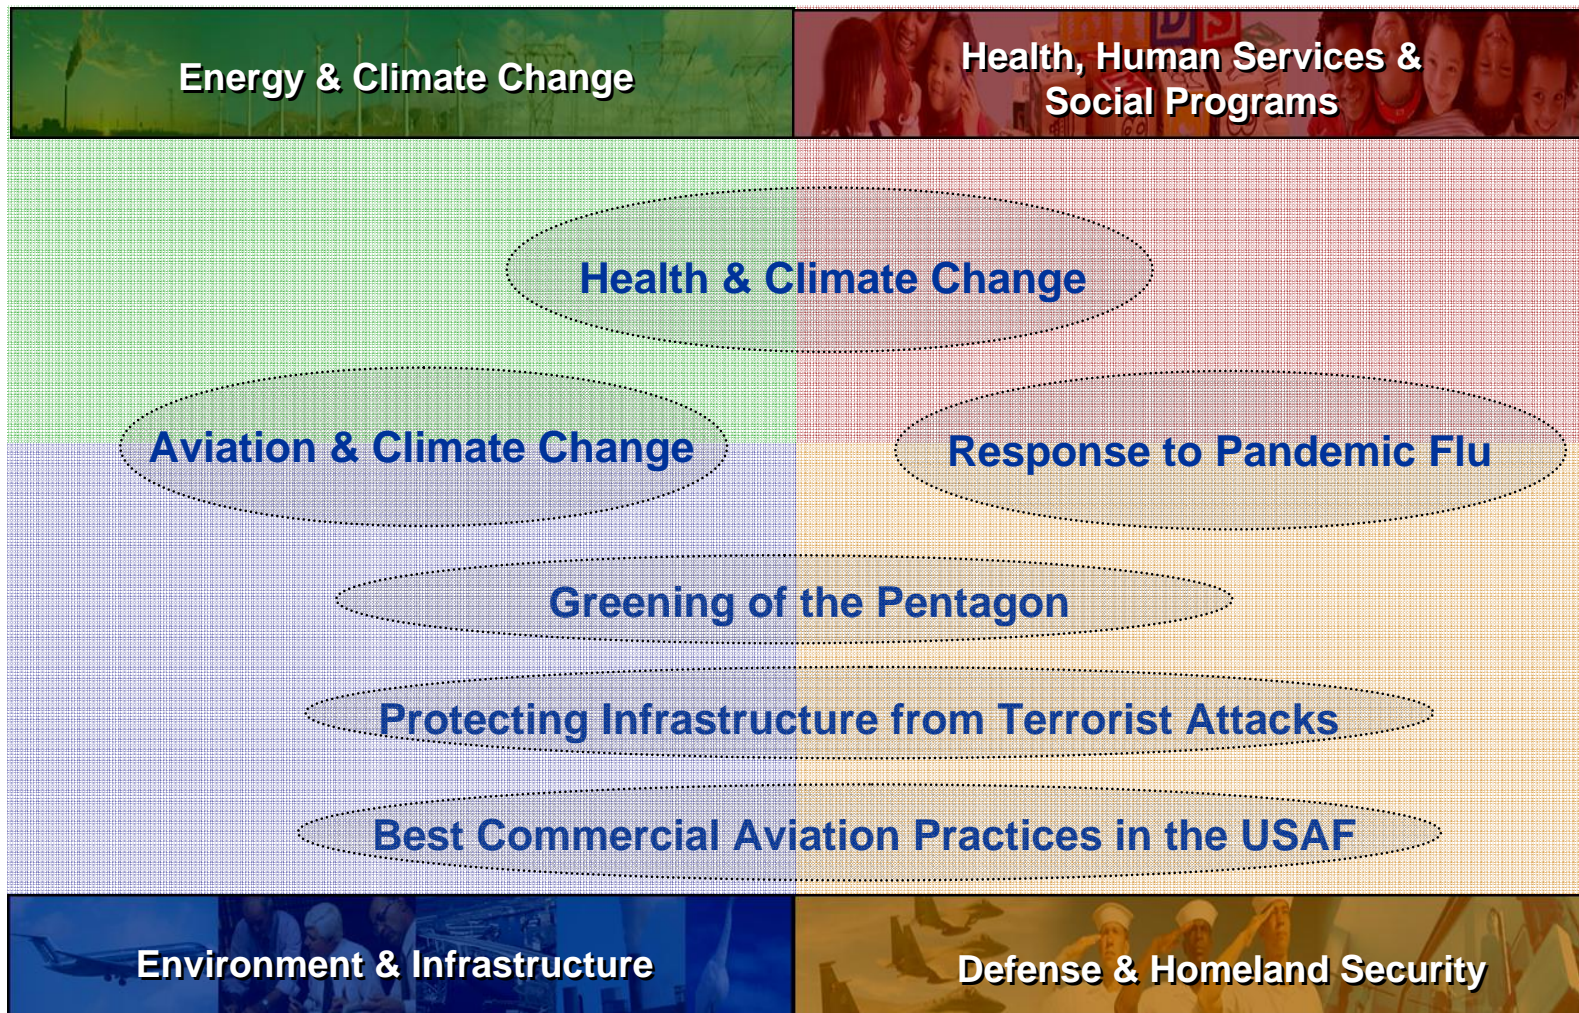 Energy & Climate Change
Health, Human Services &
Social Programs
Health & Climate Change
Aviation & Climate Change
Response to Pandemic Flu
Greening of the Pentagon
Protecting Infrastructure from Terrorist Attacks
Best Commercial Aviation Practices in the USAF
Environment & Infrastructure
Defense & Homeland Security